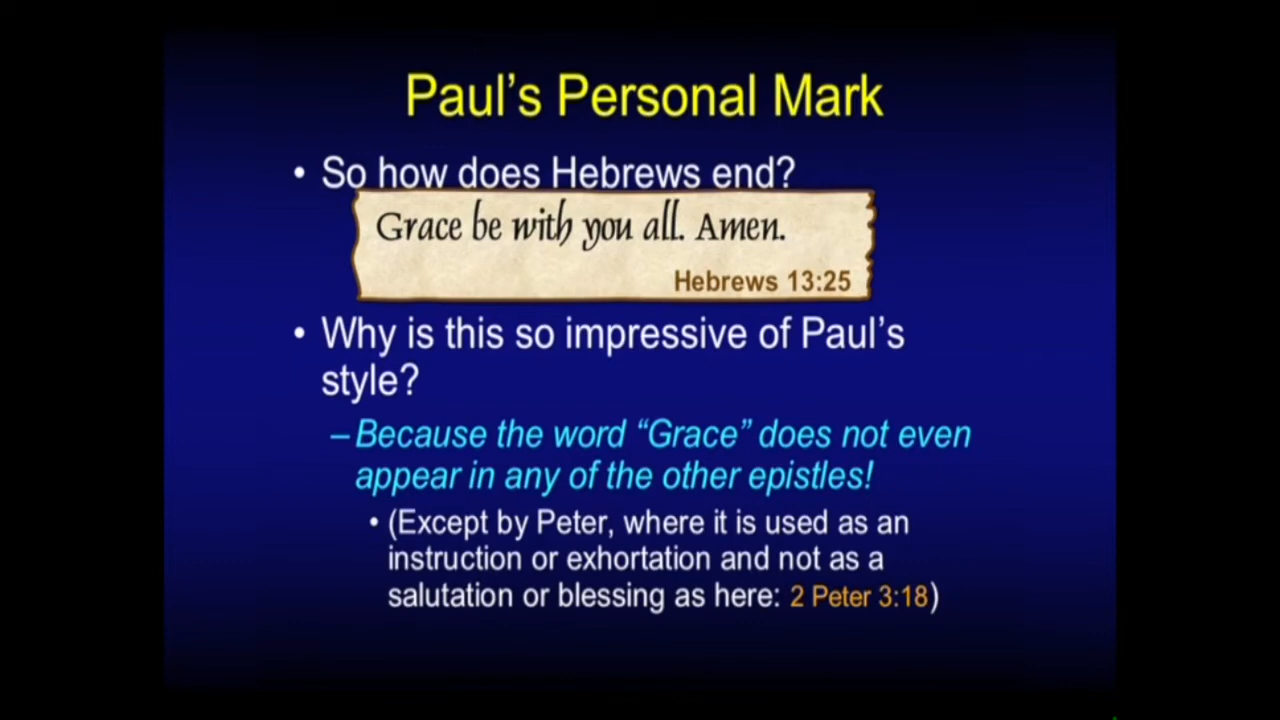 Paul's Personal Mark
• So how does Hebrews end?
Grace be with you all. Amen.
Hebrews 13:25
• Why is this so impressive of Paul's
style?
– Because the word “Grace” does not even
appear in any of the other epistles!
• (Except by Peter, where it is used as an
instruction or exhortation and not as a
salutation or blessing as here: 2 Peter 3:18)